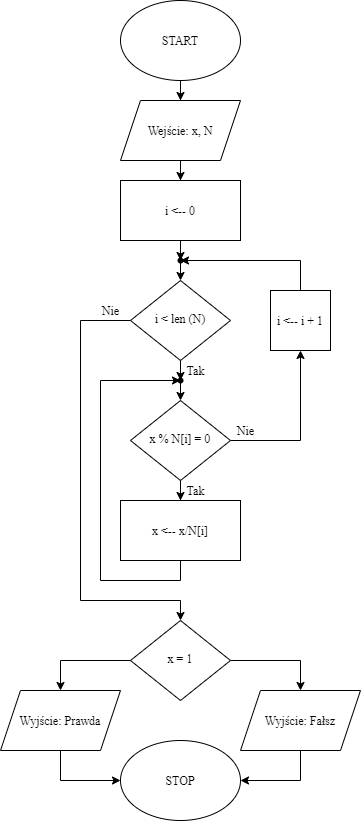 START
Wejście: x, N
i <-- 0
Nie
i < len (N)
i <-- i + 1
Tak
x % N[i] = 0
Nie
Tak
x <-- x/N[i]
x = 1
Wyjście: Prawda
Wyjście: Fałsz
STOP